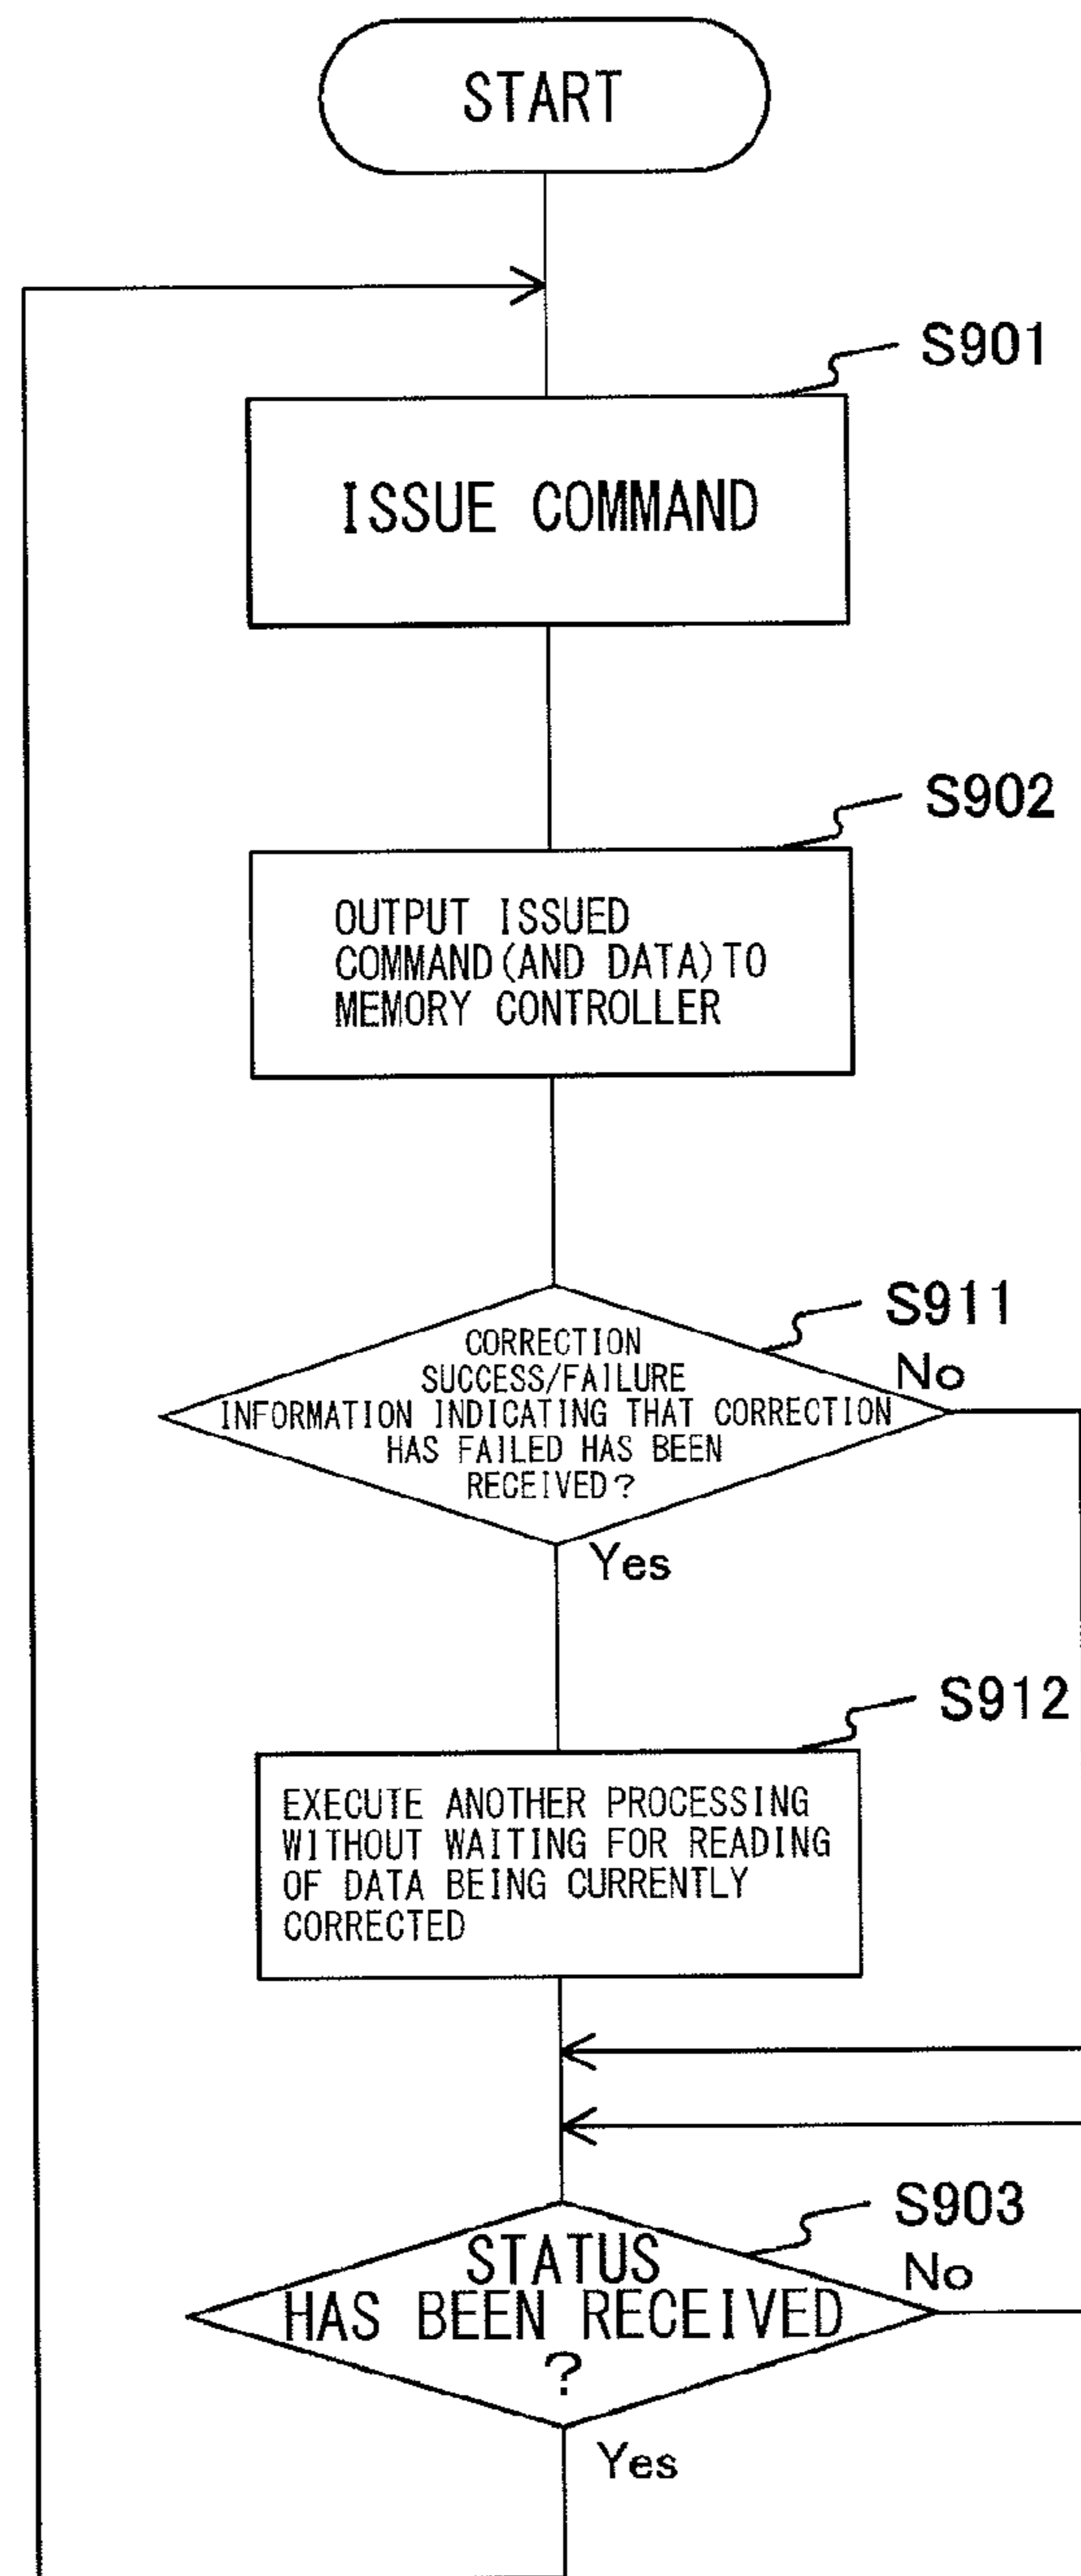 START
S901
ISSUE COMMAND
S902
OUTPUT ISSUED
COMMAND(AND DATA)TO
MEMORY CONTROLLER
S911
CORRECTION
SUCCESS/FAILURE
No
INFORMATION INDICATING THAT CORRECTION
HAS FAILED HAS BEEN
RECEIVED?
Yes
S912
EXECUTE ANOTHER PROCESSING
WITHOUT WAITING FOR READING
OF DATA BEING CURRENTLY
CORRECTED
S903
STATUS
No
HAS BEEN RECEIVED
?
Yes